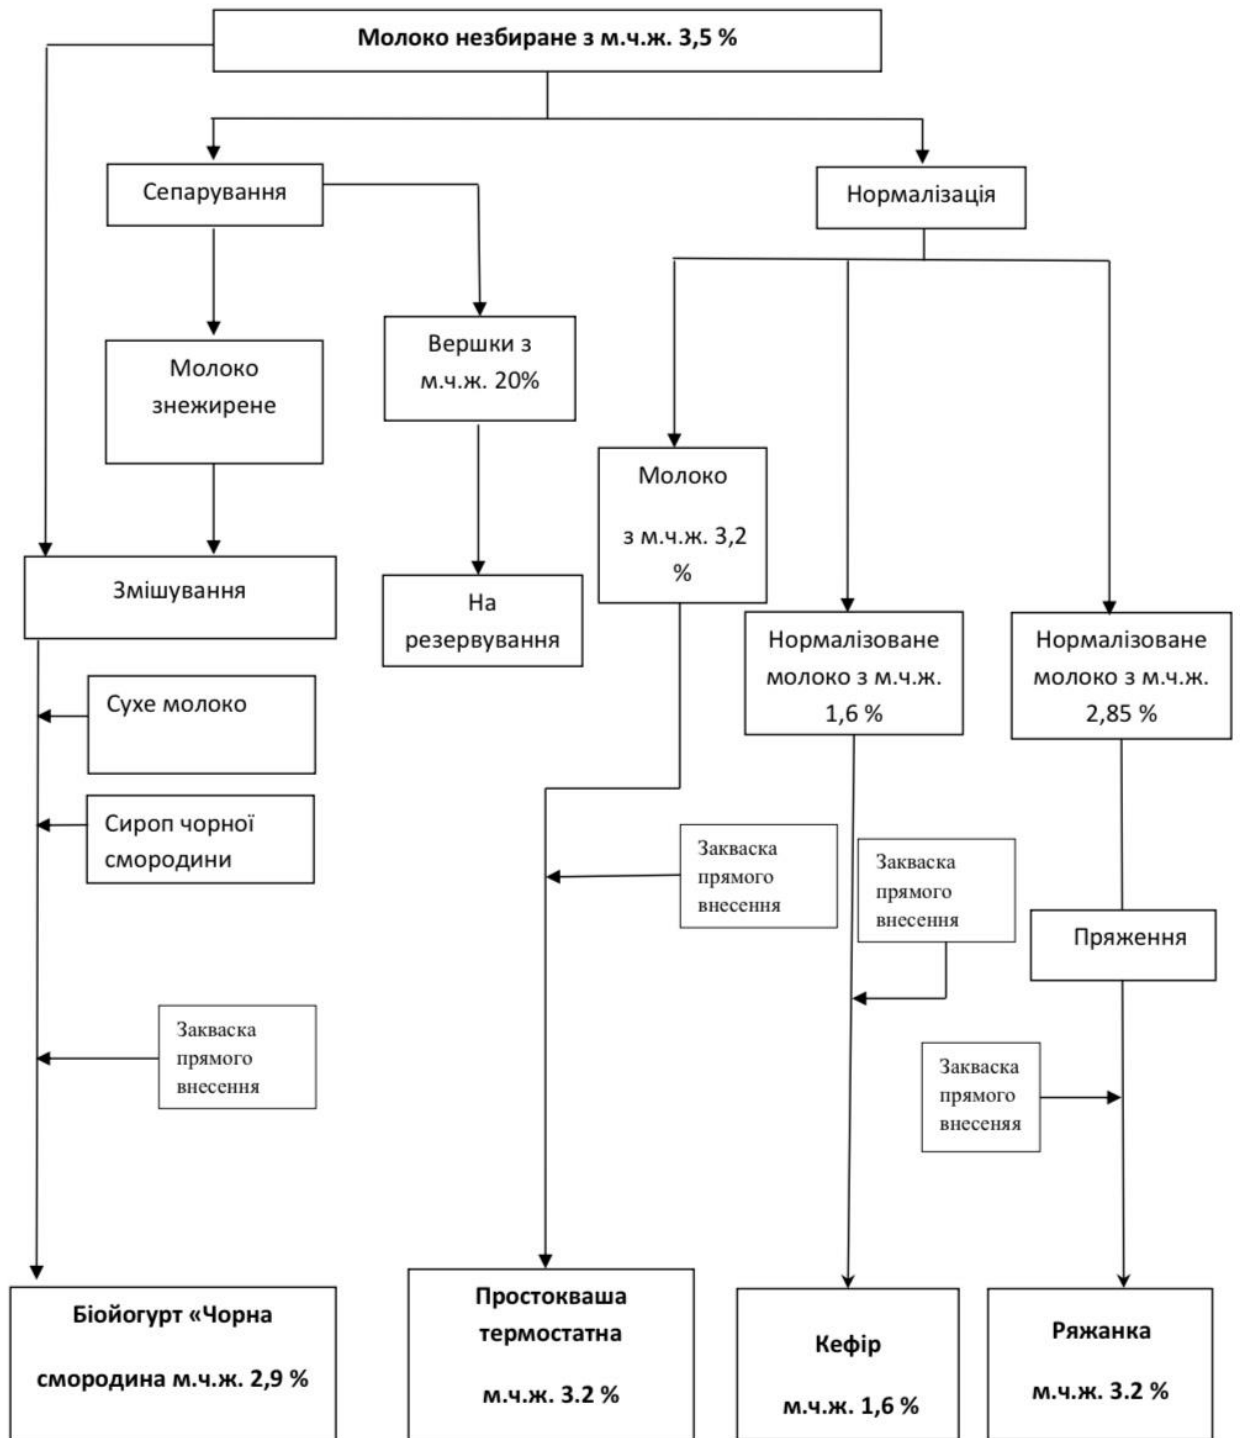 Молоко незбиране з м.ч.ж. 3,5 %
Сепарування
Нормалізація
Вершки з
м.ч.ж. 20%
Молоко
знежирене
Молоко
з м.ч.ж. 3,2
%
Змішування
На
резервування
Нормалізоване
молоко з м.ч.ж.
1,6 %
Нормалізоване
молоко з м.ч.ж.
2,85 %
Сухе молоко
Сироп чорної
смородини
Закваска
прямого
внесення
Закваска
прямого
внесення
Пряження
Закваска
прямого
внесення
Закваска
прямого
внесеняя
Біойогурт «Чорна
смородина м.ч.ж. 2,9 %
Простокваша
термостатна
м.ч.ж. 3.2 %
Кефір
м.ч.ж. 1,6 %
Ряжанка
м.ч.ж. 3.2 %